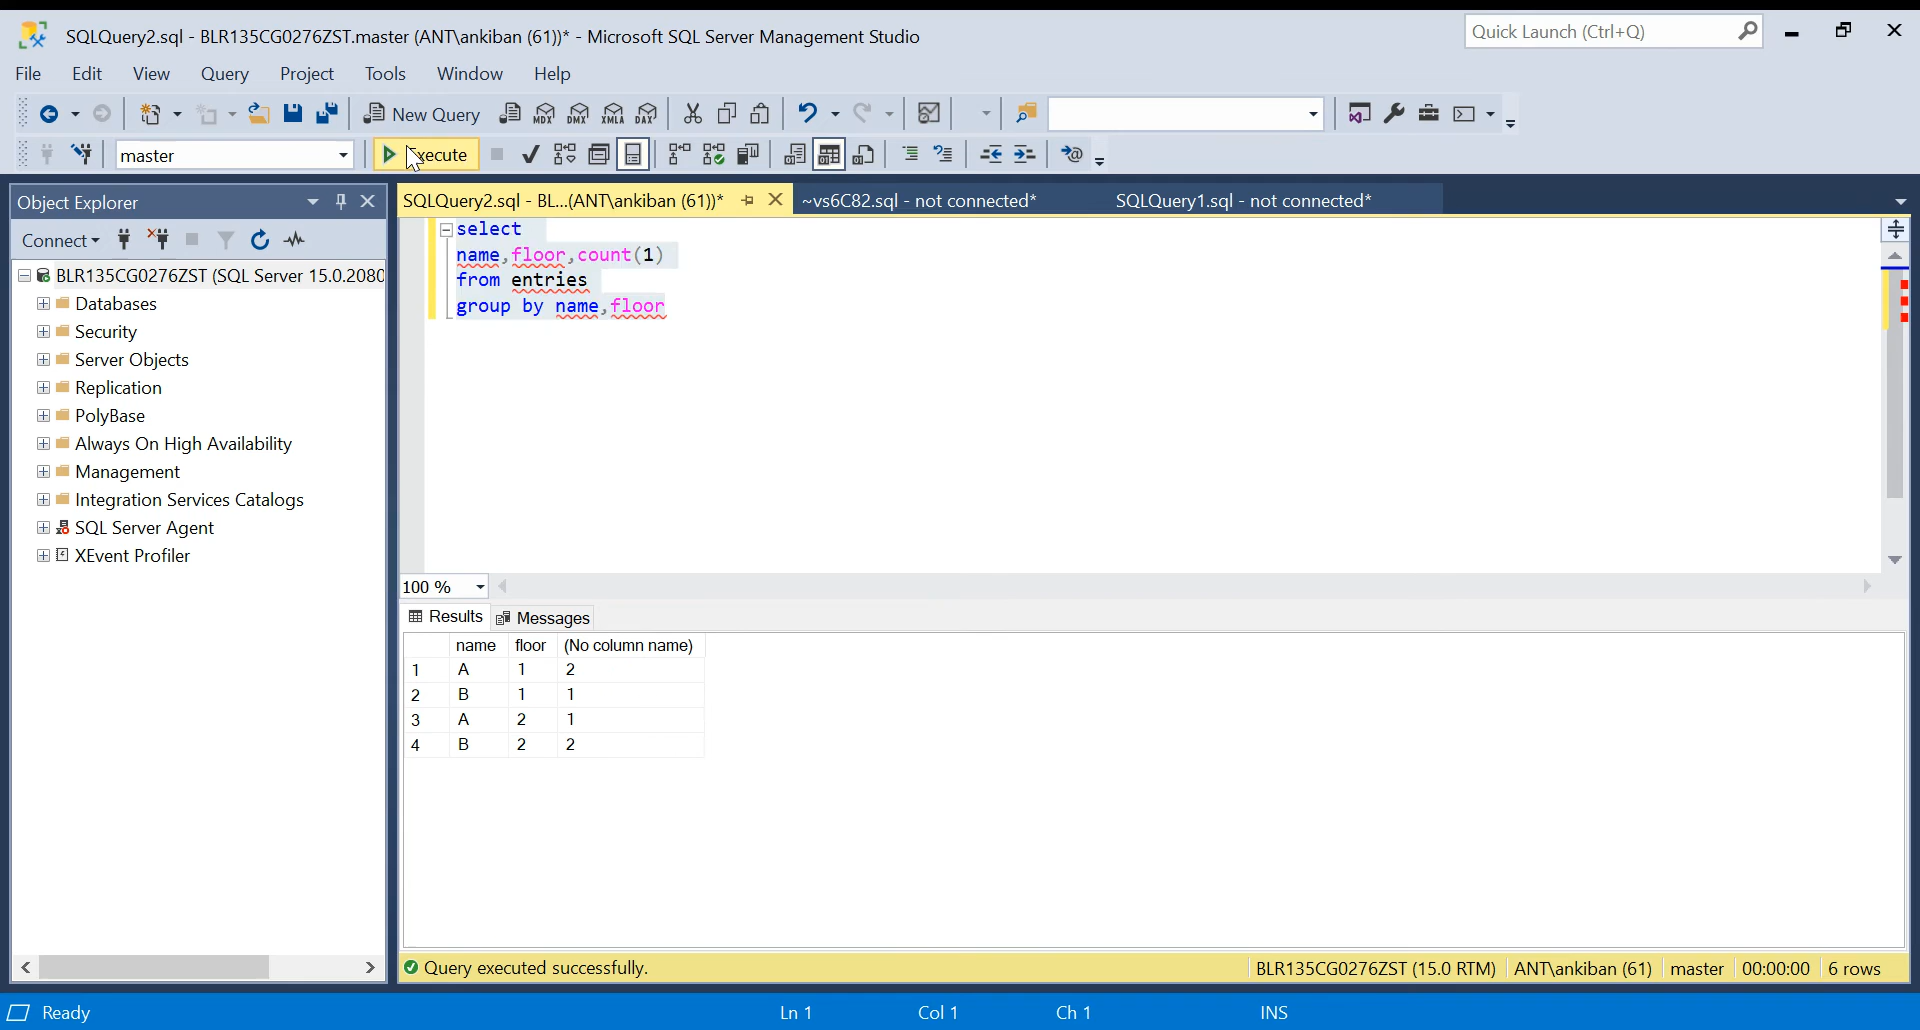 SQLQuery2.sql - BLR135CG0276ZST.master (ANT\ankiban (61))* - Microsoft SQL Server Management Studio
Quick Launch (Ctrl+Q)
File Edit View Query Project Tools Window Help
New Query MDX DMX XMLA DAX
master
Execute
Object Explorer
SQLQuery2.sql - BL...(ANT\ankiban (61))* ~vs6C82.sql - not connected* SQLQuery1.sql - not connected*
Connect
BLR135CG0276ZST (SQL Server 15.0.2080
Databases
Security
Server Objects
Replication
PolyBase
Always On High Availability
Management
Integration Services Catalogs
SQL Server Agent
XEvent Profiler
select
name,floor,count(1)
from entries
group by name,floor
100 %
Results Messages
name floor (No column name)
1 A 1 2
2 B 1 1
3 A 2 1
4 B 2 2
Query executed successfully. BLR135CG0276ZST (15.0 RTM) ANT\ankiban (61) master 00:00:00 6 rows
Ready Ln 1 Col 1 Ch 1 INS